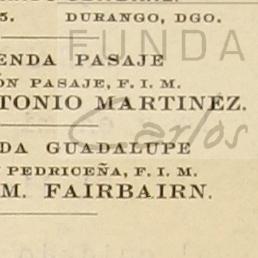 5. DURANGO, DGO.
ENDA PASAJE
ÓN PASAJE, F. I. M.
TONIO MARTINEZ.
DA GUADALUPE
PEDRICEÑA, F. I. M.
M. FAIRBAIRN.
FUNDA
Carlos